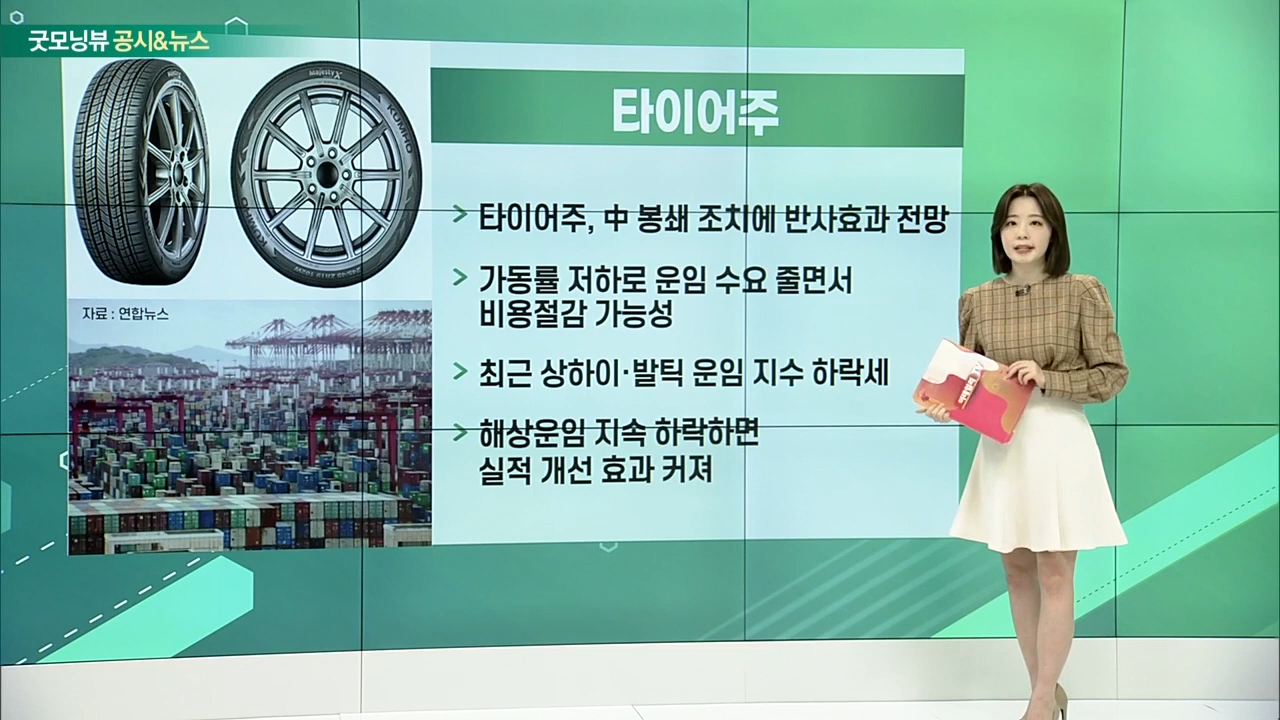 굿모닝뷰 공시&뉴스
타이어주
Majesty X
KUMHO
KUMHO
자료 : 연합뉴스
> 타이어주, 中 봉쇄 조치에 반사효과 전망
> 가동률 저하로 운임 수요 줄면서
비용절감 가능성
> 최근 상하이·발틱 운임 지수 하락세
> 해상운임 지속 하락하면
실적 개선 효과 커져